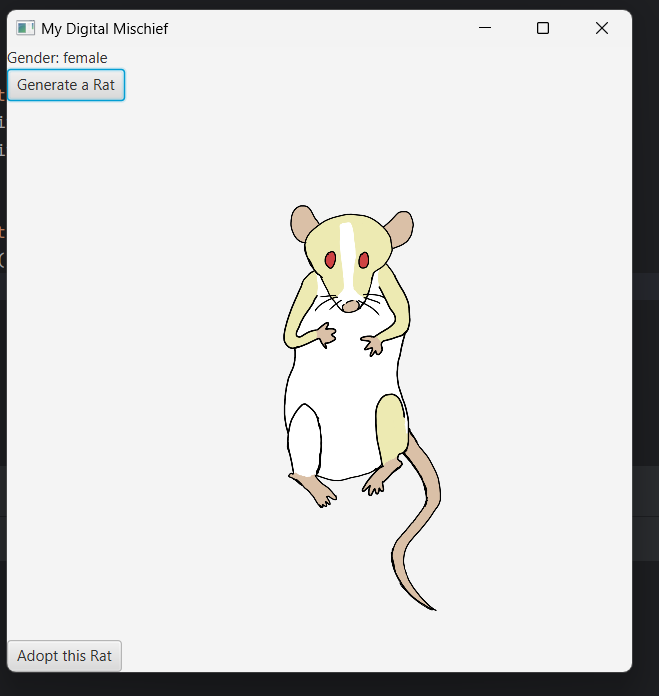 My Digital Mischief
Gender: female
Generate a Rat
Adopt this Rat